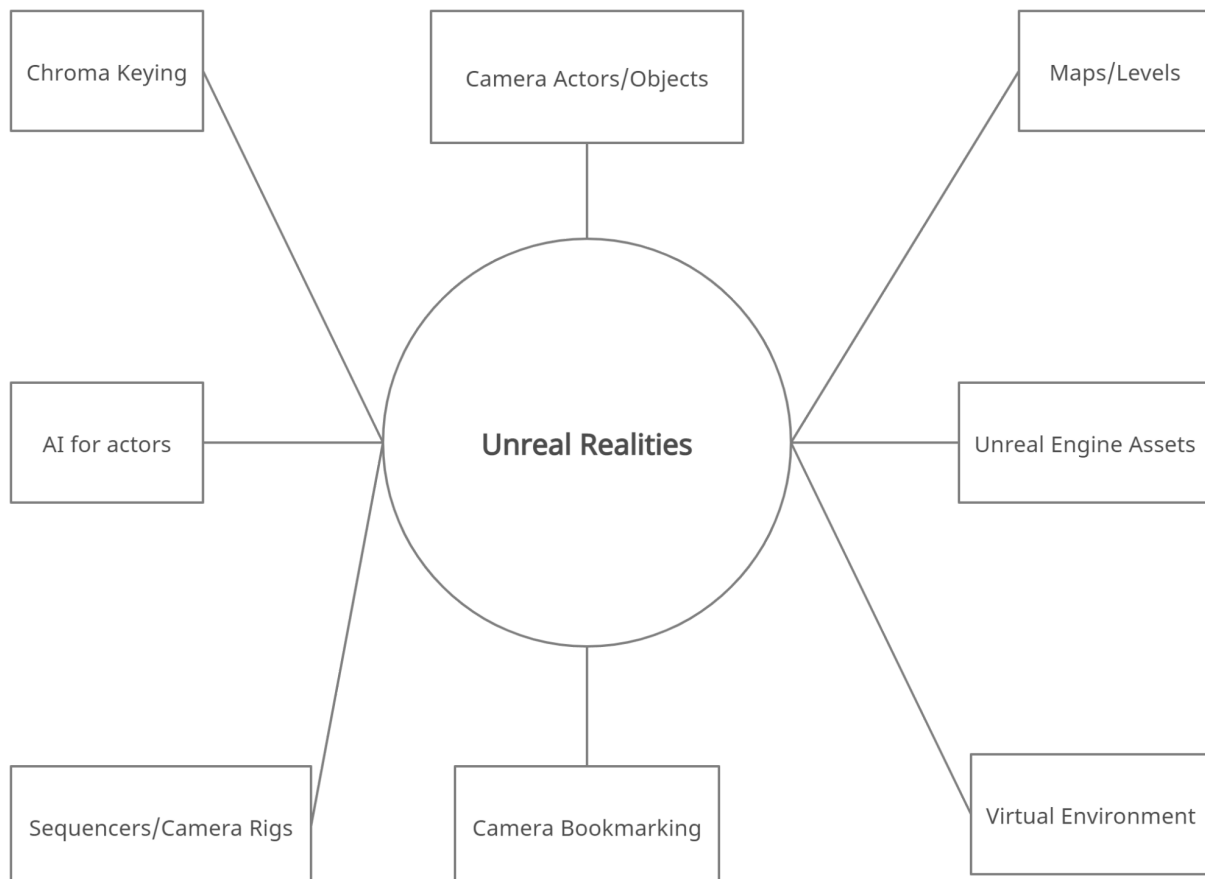 Chroma Keying
Camera Actors/Objects
Maps/Levels
AI for actors
Unreal Realities
Unreal Engine Assets
Sequencers/Camera Rigs
Camera Bookmarking
Virtual Environment